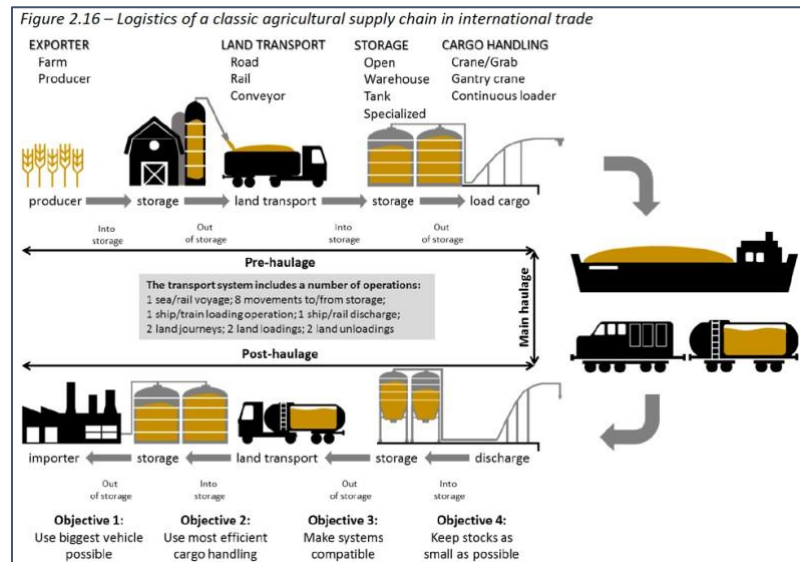 Figure 2.16 – Logistics of a classic agricultural supply chain in international trade
EXPORTER
Farm
Producer
LAND TRANSPORT
Road
Rail
Conveyor
STORAGE
Open
Warehouse
Tank
Specialized
CARGO HANDLING
Crane/Grab
Gantry crane
Continuous loader
producer
storage
land transport
storage
load cargo
Into
storage
Out
of storage
Into
storage
Out
of storage
Pre-haulage
The transport system includes a number of operations:
1 sea/rail voyage; 8 movements to/from storage;
1 ship/train loading operation; 1 ship/rail discharge;
2 land journeys; 2 land loadings; 2 land unloadings
Main haulage
Post-haulage
importer
storage
land transport
storage
discharge
Out
of storage
Into
storage
Out
of storage
Into
storage
Objective 1:
Use biggest vehicle
possible
Objective 2:
Use most efficient
cargo handling
Objective 3:
Make systems
compatible
Objective 4:
Keep stocks as
small as possible